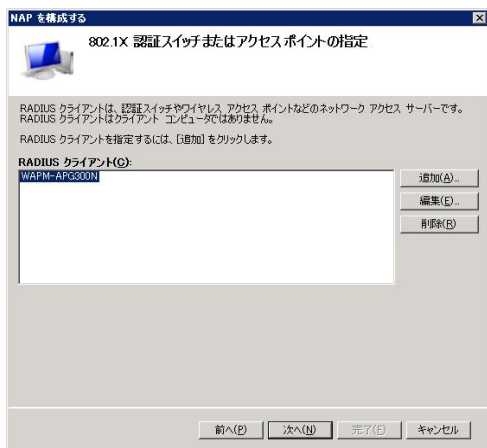 NAP を構成する
802.1X 認証スイッチまたはアクセス ポイントの指定
RADIUS クライアントは、認証スイッチやワイヤレス アクセス ポイントなどのネットワーク アクセス サーバーです。
RADIUS クライアントはクライアント コンピュータではありません。
RADIUS クライアントを指定するには、[追加] をクリックします。
RADIUS クライアント(C):
WAPM-APG300N
追加(A)...
編集(E)...
削除(R)
前へ(P)
次へ(N)
完了(F)
キャンセル